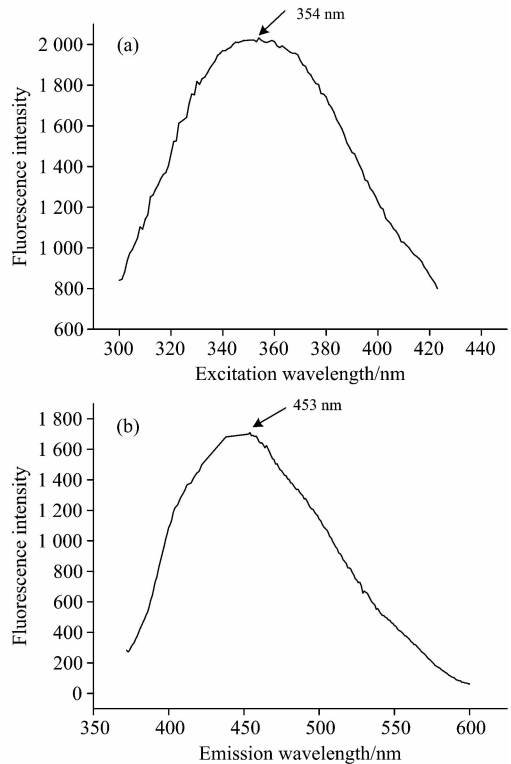 354 nm
(a)
2 000
1 800
1 600
1 400
1 200
1 000
800
600
Fluorescence intensity
300 320 340 360 380 400 420 440
Excitation wavelength/nm
453 nm
(b)
1 800
1 600
1 400
1 200
1 000
800
600
400
200
0
Fluorescence intensity
350 400 450 500 550 600
Emission wavelength/nm